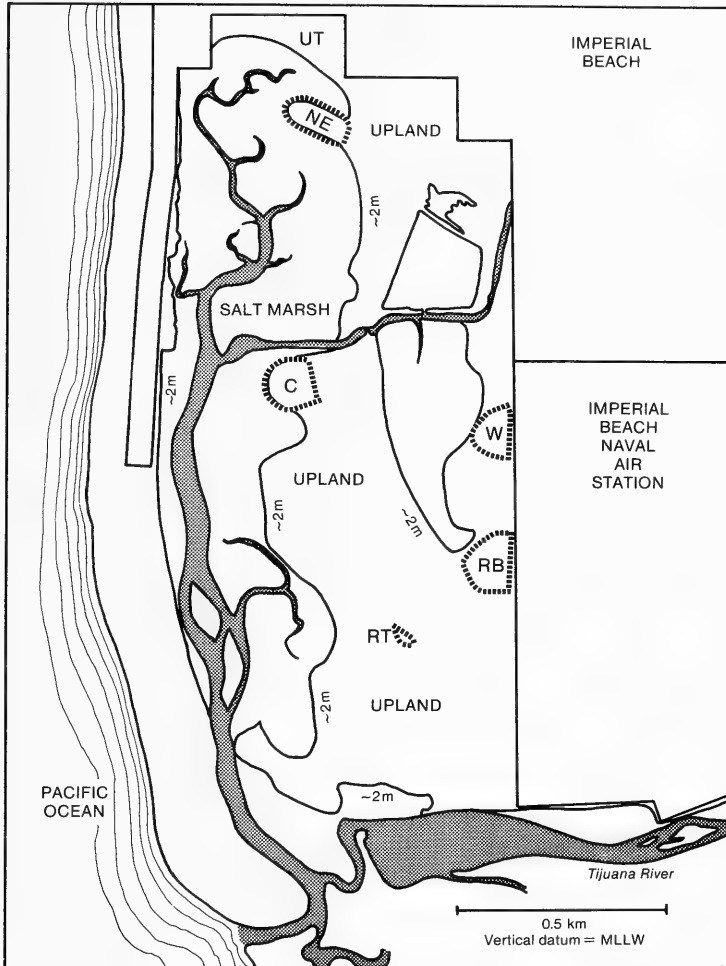 UT
IMPERIAL
BEACH
NE
UPLAND
~2m
SALT MARSH
~2m
C
W
IMPERIAL
BEACH
NAVAL
AIR
STATION
UPLAND
~2m
~2m
RB
RT
~2m
UPLAND
PACIFIC
OCEAN
~2m
Tijuana River
0.5 km
Vertical datum = MLLW